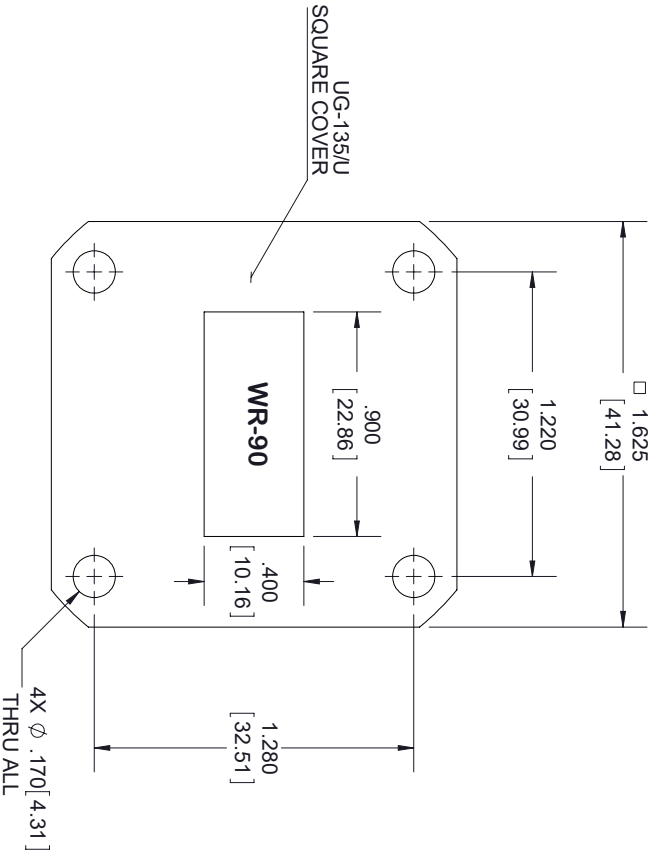 □ 1.625
[41.28]
1.220
[30.99]
.900
[22.86]
UG-135/U
SQUARE COVER
WR-90
.400
[10.16]
1.280
[32.51]
4X ∅ .170[4.31]
THRU ALL